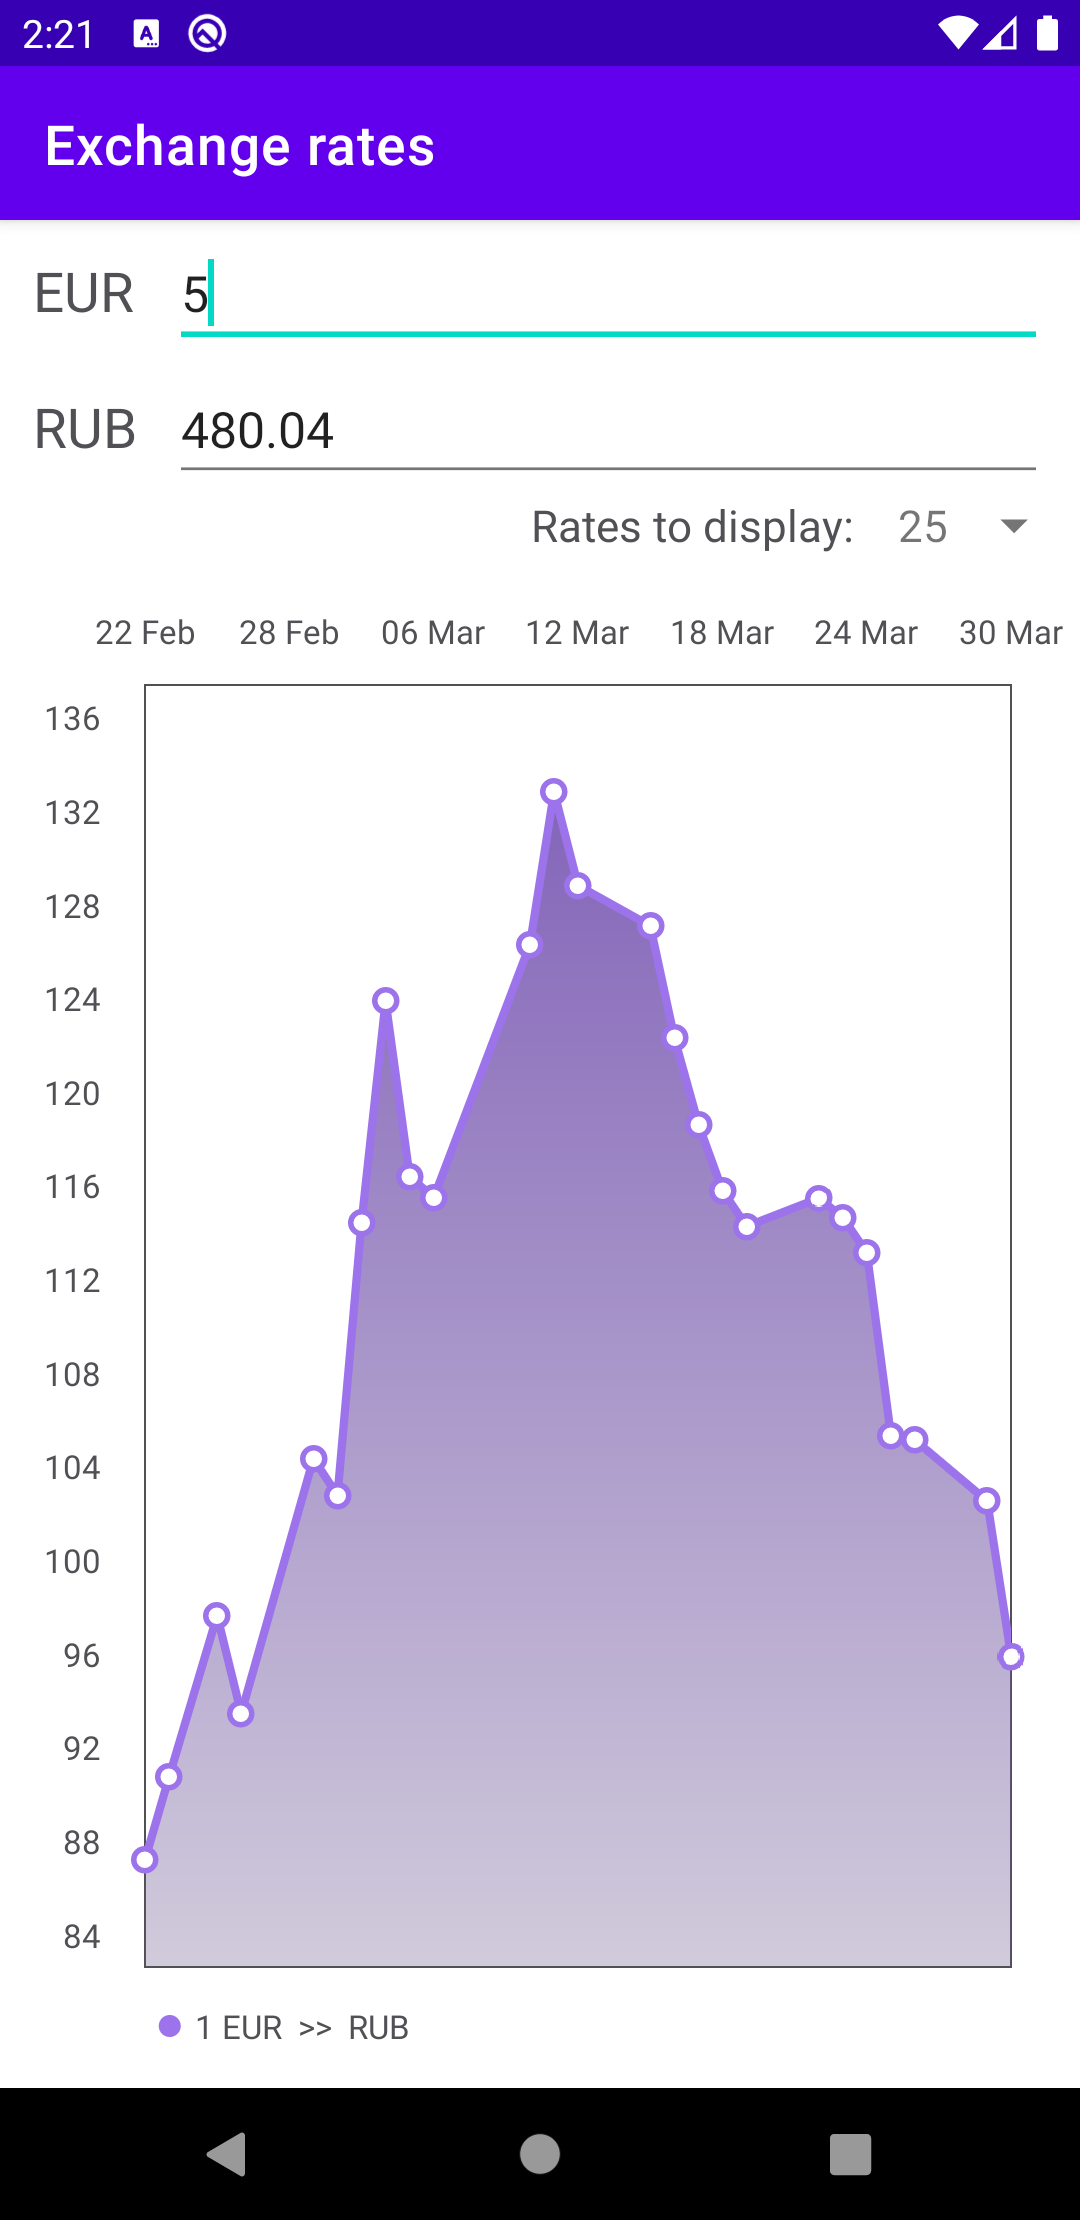 2:21
Exchange rates
EUR 5
RUB 480.04
Rates to display: 25
22 Feb 28 Feb 06 Mar 12 Mar 18 Mar 24 Mar 30 Mar
136
132
128
124
120
116
112
108
104
100
96
92
88
84
1 EUR >> RUB